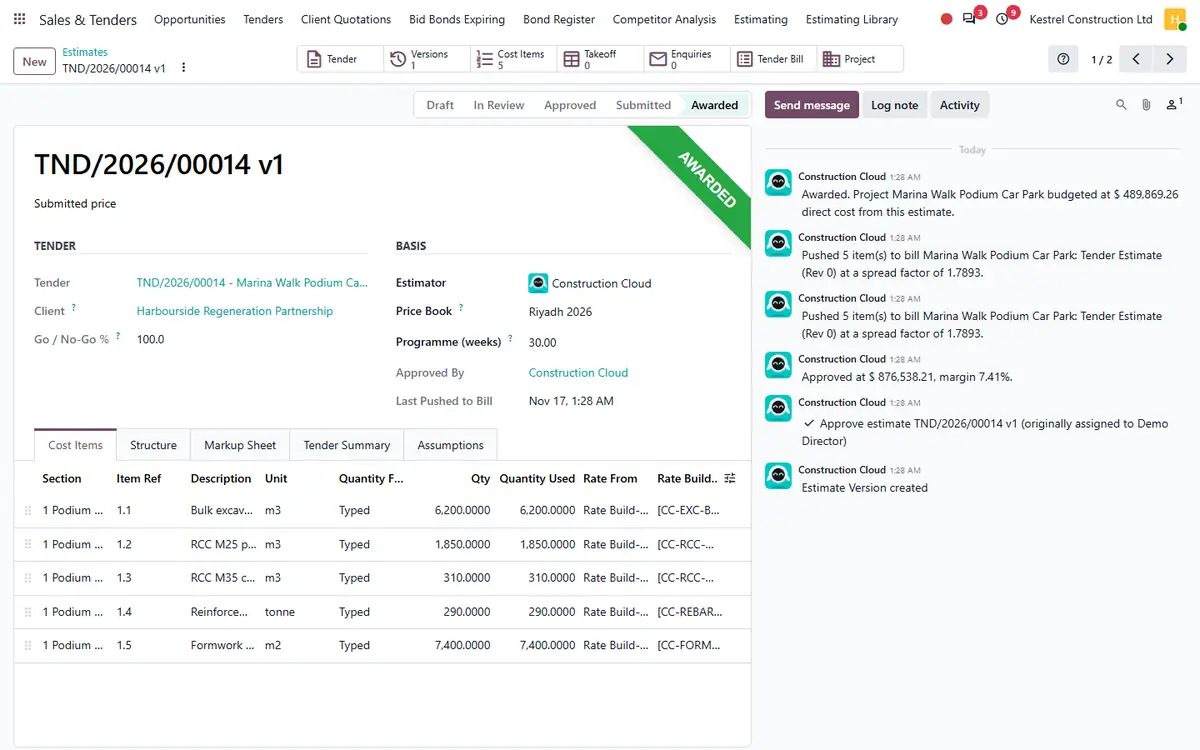 Sales & Tenders Opportunities Tenders Client Quotations Bid Bonds Expiring Bond Register Competitor Analysis Estimating Estimating Library 3 9 Kestrel Construction Ltd H
New Estimates
TND/2026/00014 v1
Tender
Versions
1
Cost Items
5
Takeoff
0
Enquiries
0
Tender Bill
Project
1 / 2
Draft In Review Approved Submitted Awarded
Send message Log note Activity 1
TND/2026/00014 v1
AWARDED
Submitted price
TENDER
Tender TND/2026/00014 - Marina Walk Podium Ca...
Client ? Harbourside Regeneration Partnership
Go / No-Go % ? 100.0
BASIS
Estimator Construction Cloud
Price Book ? Riyadh 2026
Programme (weeks) ? 30.00
Approved By Construction Cloud
Last Pushed to Bill Nov 17, 1:28 AM
Cost Items Structure Markup Sheet Tender Summary Assumptions
Section Item Ref Description Unit Quantity F... Qty Quantity Used Rate From Rate Build..
1 Podium ... 1.1 Bulk excav... m3 Typed 6,200.0000 6,200.0000 Rate Build-... [CC-EXC-B...
1 Podium ... 1.2 RCC M25 p... m3 Typed 1,850.0000 1,850.0000 Rate Build-... [CC-RCC-...
1 Podium ... 1.3 RCC M35 c... m3 Typed 310.0000 310.0000 Rate Build-... [CC-RCC-...
1 Podium ... 1.4 Reinforce... tonne Typed 290.0000 290.0000 Rate Build-... [CC-REBAR...
1 Podium ... 1.5 Formwork ... m2 Typed 7,400.0000 7,400.0000 Rate Build-... [CC-FORM...
Today
Construction Cloud 1:28 AM
Awarded. Project Marina Walk Podium Car Park budgeted at $ 489,869.26
direct cost from this estimate.
Construction Cloud 1:28 AM
Pushed 5 item(s) to bill Marina Walk Podium Car Park: Tender Estimate
(Rev 0) at a spread factor of 1.7893.
Construction Cloud 1:28 AM
Pushed 5 item(s) to bill Marina Walk Podium Car Park: Tender Estimate
(Rev 0) at a spread factor of 1.7893.
Construction Cloud 1:28 AM
Approved at $ 876,538.21, margin 7.41%.
Construction Cloud 1:28 AM
✓ Approve estimate TND/2026/00014 v1 (originally assigned to Demo
Director)
Construction Cloud 1:28 AM
Estimate Version created